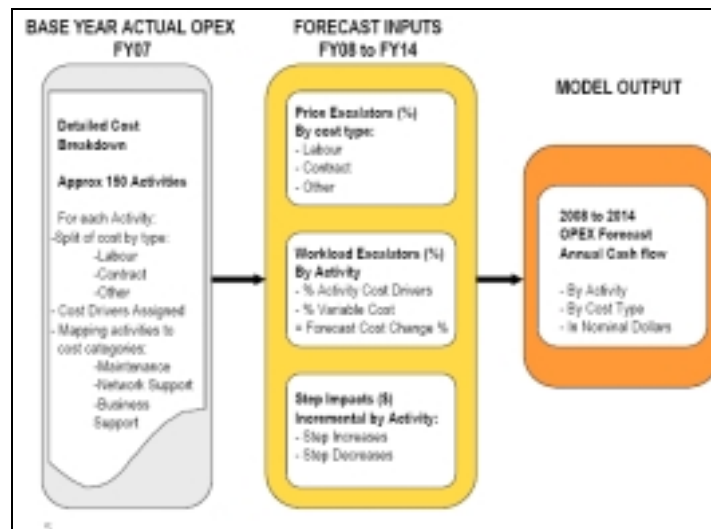 BASE YEAR ACTUAL OPEX
FY07
FORECAST INPUTS
FY08 to FY14
MODEL OUTPUT
Detailed Cost
Breakdown
Approx 190 Activities
For each Activity:
-Split of cost by type:
-Labour
-Contract
-Other
- Cost Drivers Assigned
- Mapping activities to
cost categories:
-Maintenance
-Network Support
-Business
Support
Price Escalators (%)
By cost type:
- Labour
- Contract
- Other
Workload Escalators (%)
By Activity
- % Activity Cost Drivers
- % Variable Cost
= Forecast Cost Change %
Step Impacts ($)
Incremental by Activity:
- Step Increases
- Step Decreases
2008 to 2014
OPEX Forecast
Annual Cash flow
- By Activity
- By Cost Type
- In Nominal Dollars